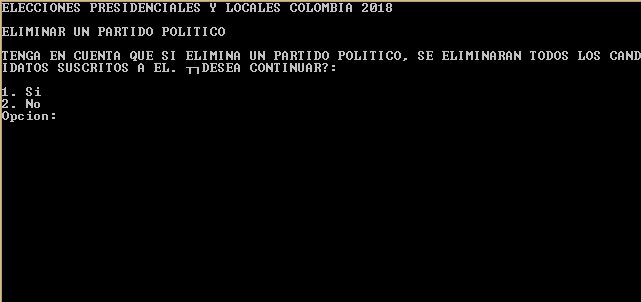 ELECCIONES PRESIDENCIALES Y LOCALES COLOMBIA 2018
ELIMINAR UN PARTIDO POLITICO
TENGA EN CUENTA QUE SI ELIMINA UN PARTIDO POLITICO, SE ELIMINARAN TODOS LOS CAND
IDATOS SUSCRITOS A EL. ┬┐DESEA CONTINUAR?:
1. Si
2. No
Opcion: